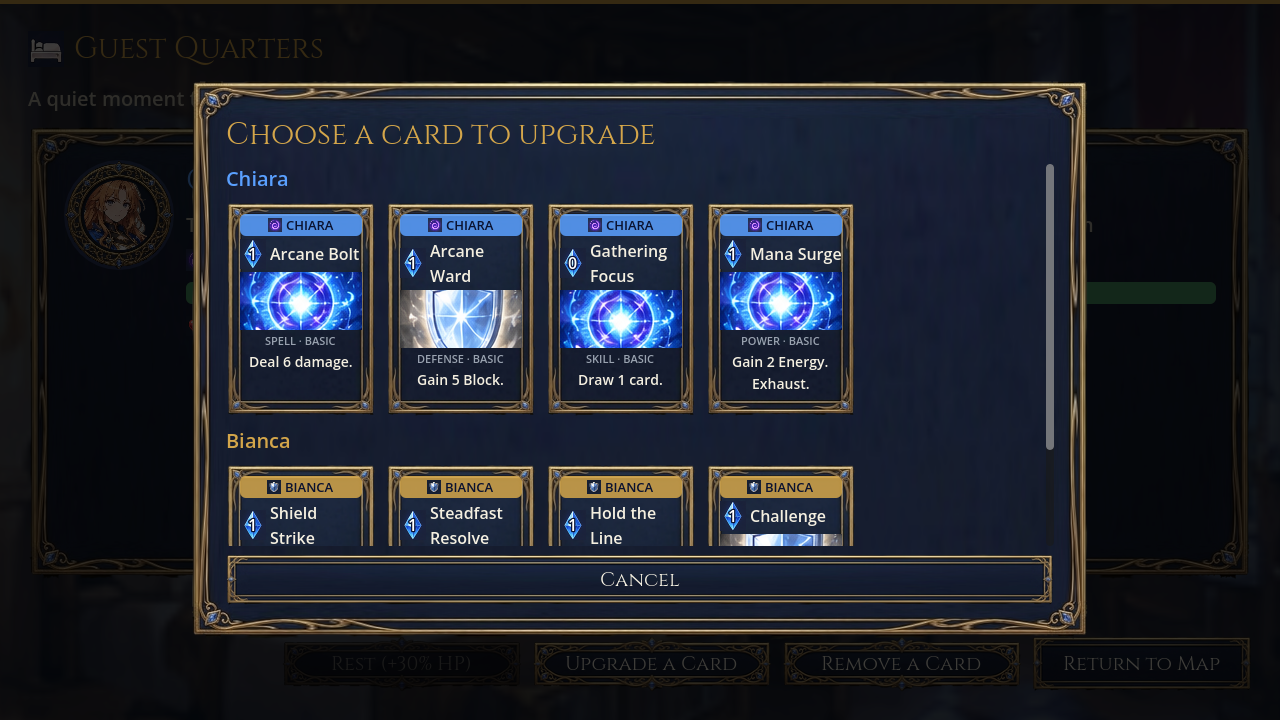 Guest Quarters
A quiet moment t
Choose a card to upgrade
Chiara
CHIARA
1 Arcane Bolt
SPELL · BASIC
Deal 6 damage.
CHIARA
1 Arcane
Ward
DEFENSE · BASIC
Gain 5 Block.
CHIARA
0 Gathering
Focus
SKILL · BASIC
Draw 1 card.
CHIARA
1 Mana Surge
POWER · BASIC
Gain 2 Energy.
Exhaust.
Bianca
BIANCA
1 Shield
Strike
BIANCA
1 Steadfast
Resolve
BIANCA
1 Hold the
Line
BIANCA
1 Challenge
Cancel
Rest (+30% HP)
Upgrade a Card
Remove a Card
Return to Map